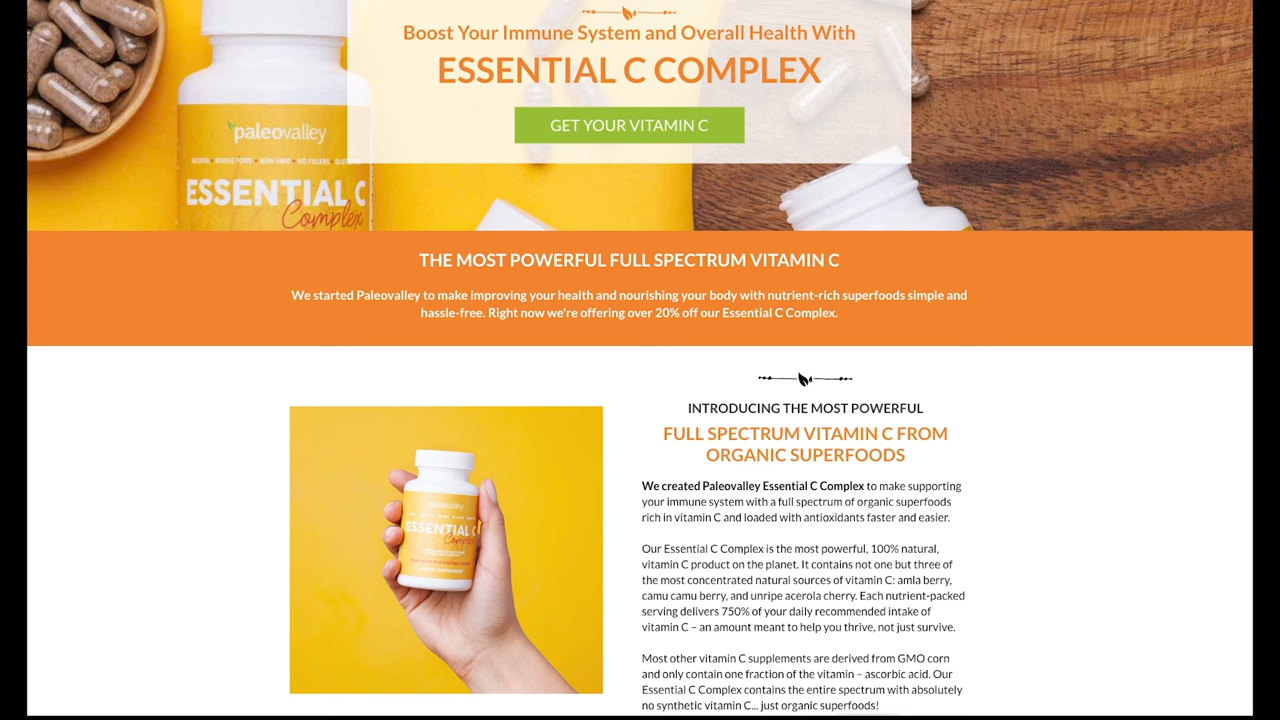 Boost Your Immune System and Overall Health With
ESSENTIAL C COMPLEX
GET YOUR VITAMIN C
paleovalley
NATURAL • WHOLE FOOD • NON GMO • NO FILLERS •
ESSENTIAL C
Complex
THE MOST POWERFUL FULL SPECTRUM VITAMIN C
We started Paleovalley to make improving your health and nourishing your body with nutrient-rich superfoods simple and
hassle-free. Right now we're offering over 20% off our Essential C Complex.
paleovalley
ESSENTIAL C
Complex
INTRODUCING THE MOST POWERFUL
FULL SPECTRUM VITAMIN C FROM
ORGANIC SUPERFOODS
We created Paleovalley Essential C Complex to make supporting
your immune system with a full spectrum of organic superfoods
rich in vitamin C and loaded with antioxidants faster and easier.
Our Essential C Complex is the most powerful, 100% natural,
vitamin C product on the planet. It contains not one but three of
the most concentrated natural sources of vitamin C: amla berry,
camu camu berry, and unripe acerola cherry. Each nutrient-packed
serving delivers 750% of your daily recommended intake of
vitamin C – an amount meant to help you thrive, not just survive.
Most other vitamin C supplements are derived from GMO corn
and only contain one fraction of the vitamin – ascorbic acid. Our
Essential C Complex contains the entire spectrum with absolutely
no synthetic vitamin C... just organic superfoods!